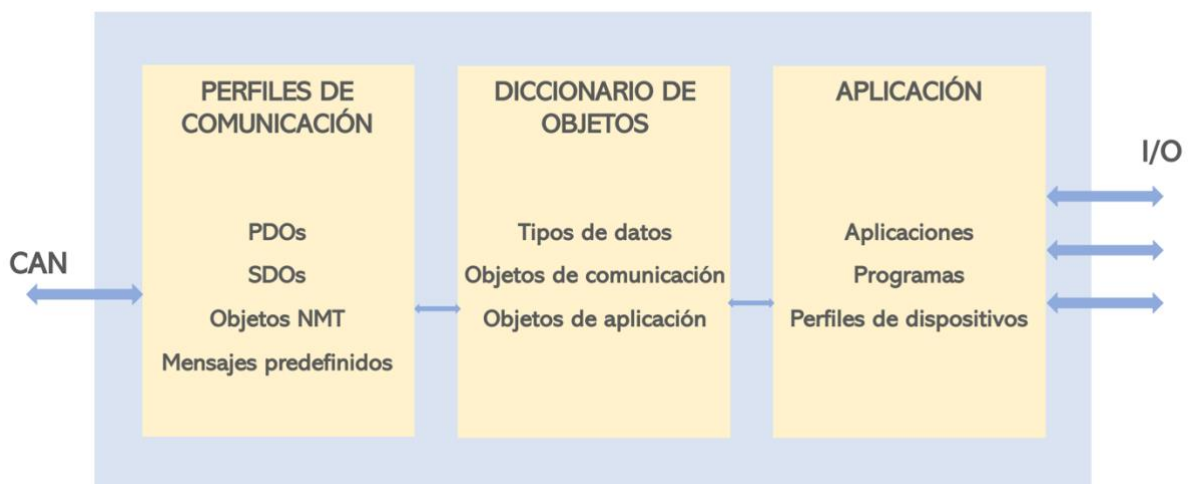 PERFILES DE
COMUNICACIÓN
PDOs
SDOs
Objetos NMT
Mensajes predefinidos
DICCIONARIO DE
OBJETOS
Tipos de datos
Objetos de comunicación
Objetos de aplicación
APLICACIÓN
Aplicaciones
Programas
Perfiles de dispositivos
CAN
I/O